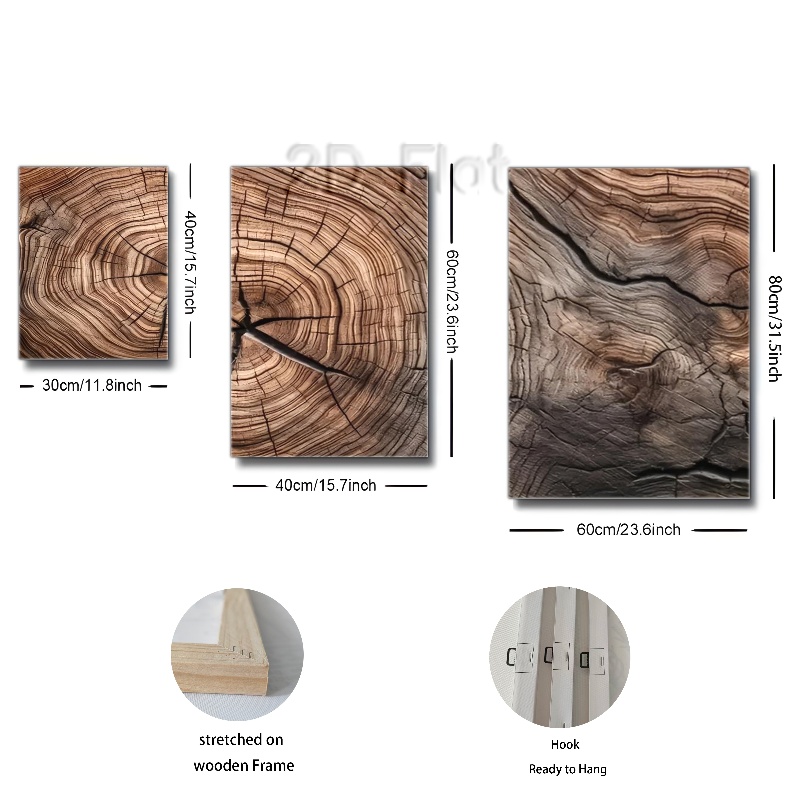 2D Flat
40cm/15.7inch
60cm/23.6inch
80cm/31.5inch
30cm/11.8inch
40cm/15.7inch
60cm/23.6inch
stretched on
wooden Frame
Hook
Ready to Hang